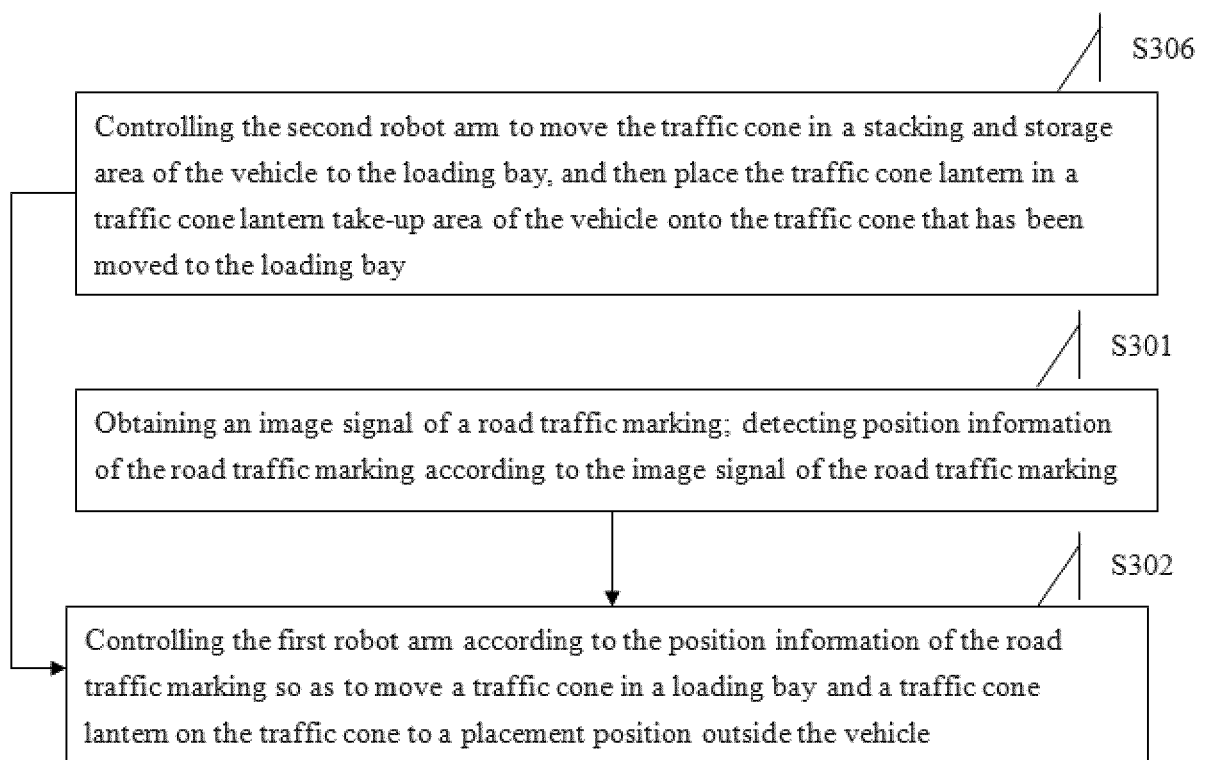 S306
Controlling the second robot arm to move the traffic cone in a stacking and storage
area of the vehicle to the loading bay, and then place the traffic cone lantern in a
traffic cone lantern take-up area of the vehicle onto the traffic cone that has been
moved to the loading bay
S301
Obtaining an image signal of a road traffic marking; detecting position information
of the road traffic marking according to the image signal of the road traffic marking
S302
Controlling the first robot arm according to the position information of the road
traffic marking so as to move a traffic cone in a loading bay and a traffic cone
lantern on the traffic cone to a placement position outside the vehicle